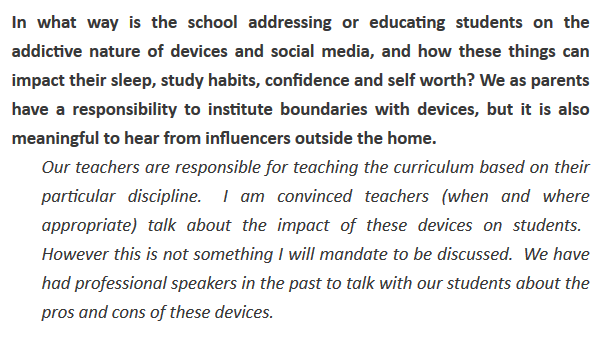 In what way is the school addressing or educating students on the
addictive nature of devices and social media, and how these things can
impact their sleep, study habits, confidence and self worth? We as parents
have a responsibility to institute boundaries with devices, but it is also
meaningful to hear from influencers outside the home.
Our teachers are responsible for teaching the curriculum based on their
particular discipline.  I am convinced teachers (when and where
appropriate) talk about the impact of these devices on students.
However this is not something I will mandate to be discussed.  We have
had professional speakers in the past to talk with our students about the
pros and cons of these devices.